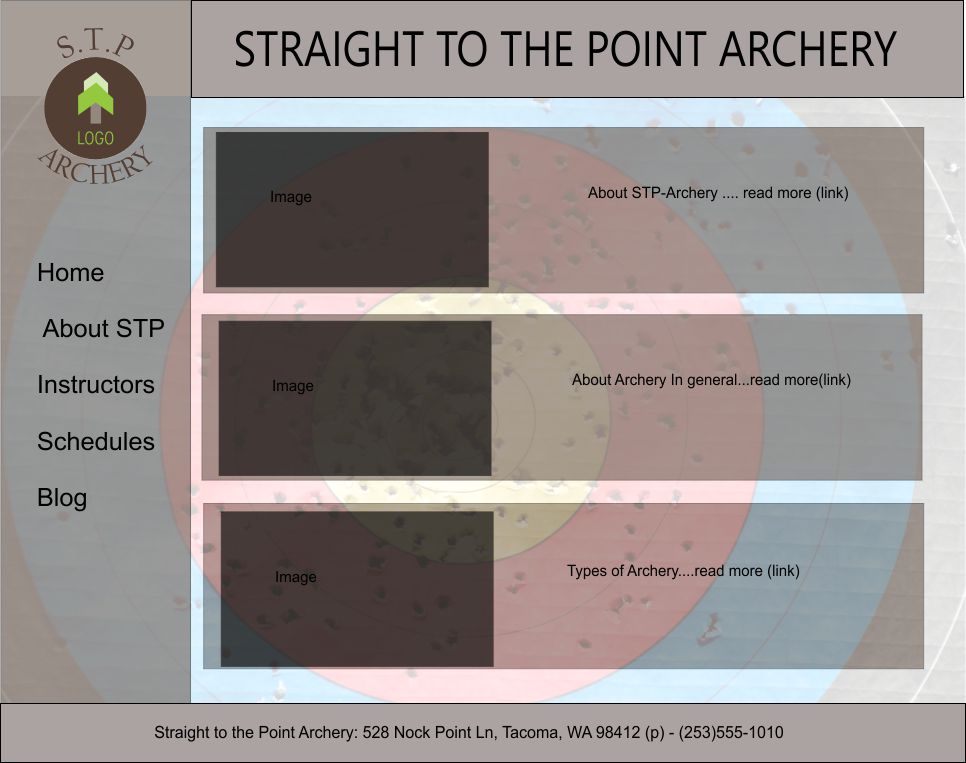 S.T.P
LOGO
ARCHERY
STRAIGHT TO THE POINT ARCHERY
Home
About STP
Instructors
Schedules
Blog
Image
About STP-Archery .... read more (link)
Image
About Archery In general...read more(link)
Image
Types of Archery....read more (link)
Straight to the Point Archery: 528 Nock Point Ln, Tacoma, WA 98412 (p) - (253)555-1010